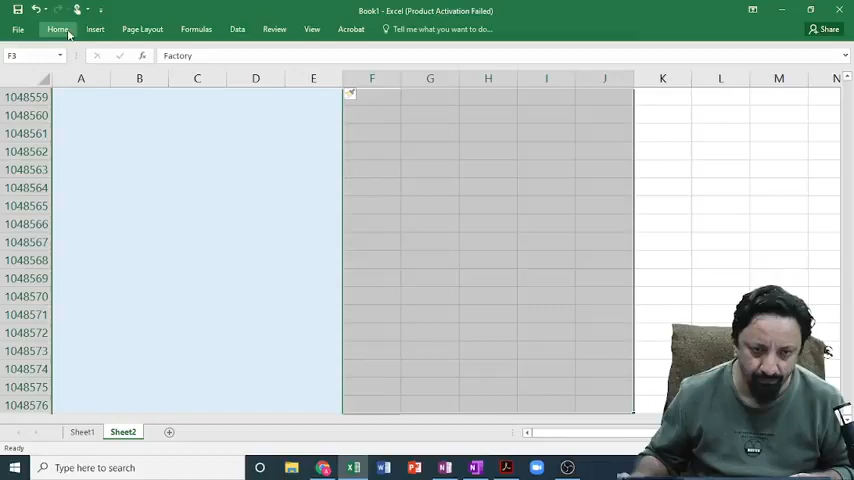 Book1 - Excel (Product Activation Failed)
File Home Insert Page Layout Formulas Data Review View Acrobat Tell me what you want to do... Share
F3 fx Factory
A B C D E F G H I J K L M N
1048559
1048560
1048561
1048562
1048563
1048564
1048565
1048566
1048567
1048568
1048569
1048570
1048571
1048572
1048573
1048574
1048575
1048576
Sheet1 Sheet2
Ready
Type here to search